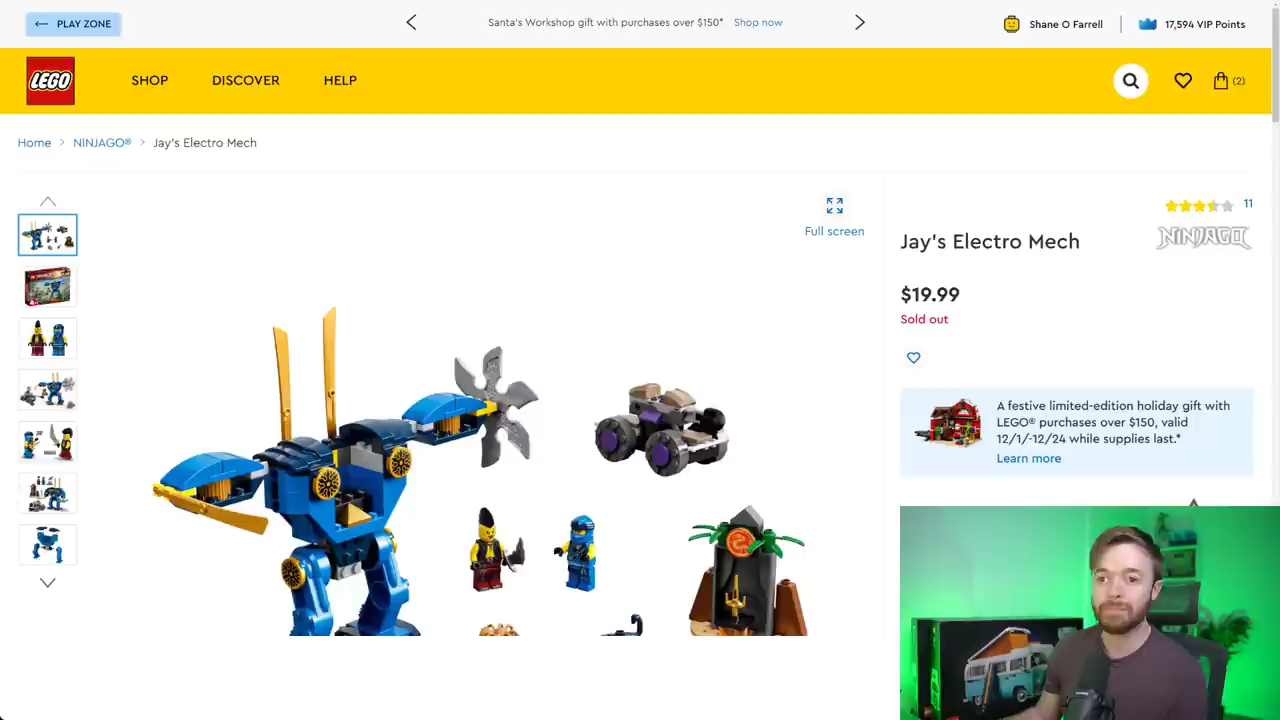 PLAY ZONE
Santa's Workshop gift with purchases over $150* Shop now
Shane O Farrell
17,594 VIP Points
LEGO
SHOP
DISCOVER
HELP
(2)
Home
NINJAGO®
Jay's Electro Mech
Full screen
11
Jay's Electro Mech
NINJAGO
$19.99
Sold out
A festive limited-edition holiday gift with
LEGO® purchases over $150, valid
12/1/-12/24 while supplies last.*
Learn more